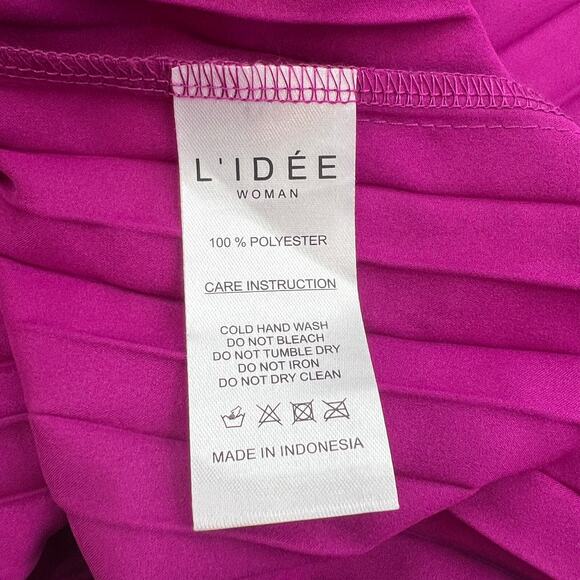 L'IDÉE
WOMAN
100 % POLYESTER
CARE INSTRUCTION
COLD HAND WASH
DO NOT BLEACH
DO NOT TUMBLE DRY
DO NOT IRON
DO NOT DRY CLEAN
MADE IN INDONESIA